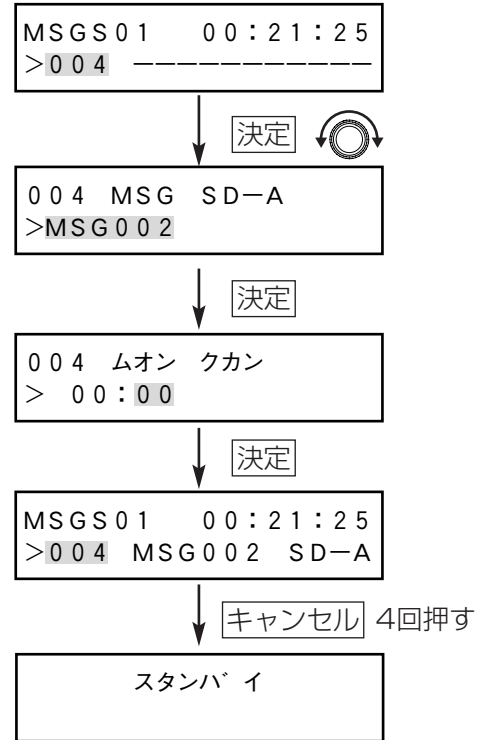 MSGS01 00:21:25
>004 ―――――――――――
決定
004 MSG SD－A
>MSG002
決定
004 ムオン クカン
> 00:00
決定
MSGS01 00:21:25
>004 MSG002 SD－A
キャンセル 4回押す
スタンバイ